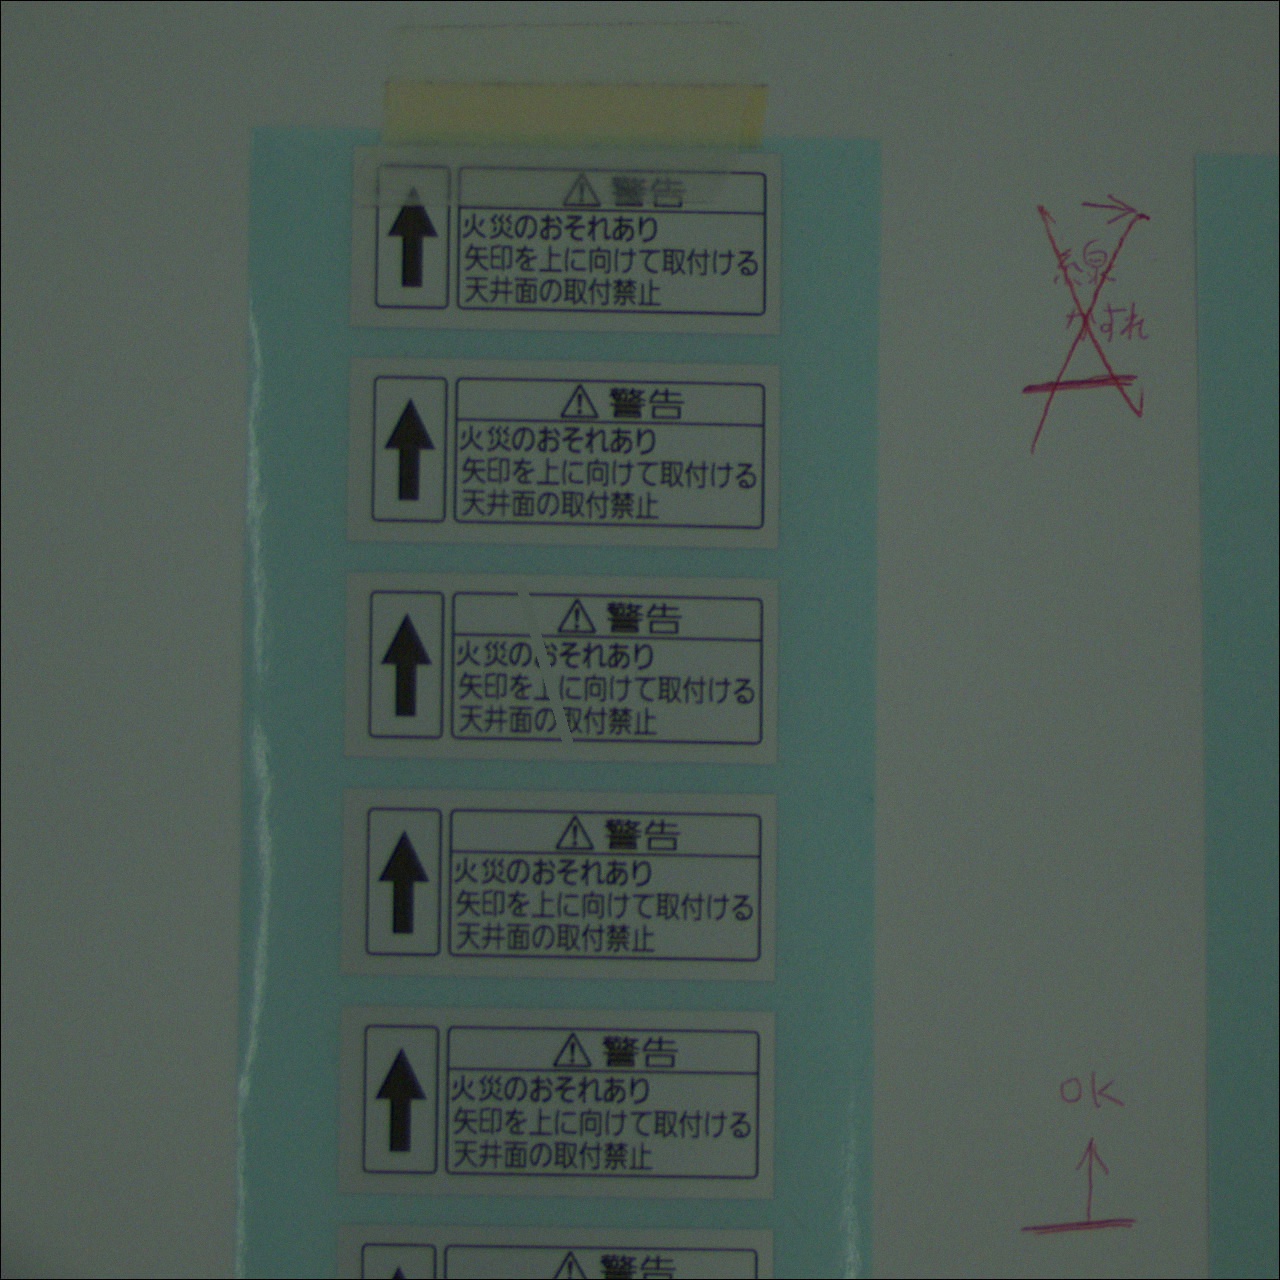 警告
火災のおそれあり
矢印を上に向けて取付ける
天井面の取付禁止
線
かすれ
警告
火災のおそれあり
矢印を上に向けて取付ける
天井面の取付禁止
警告
火災のおそれあり
矢印を上に向けて取付ける
天井面の取付禁止
警告
火災のおそれあり
矢印を上に向けて取付ける
天井面の取付禁止
警告
火災のおそれあり
矢印を上に向けて取付ける
天井面の取付禁止
OK
警告